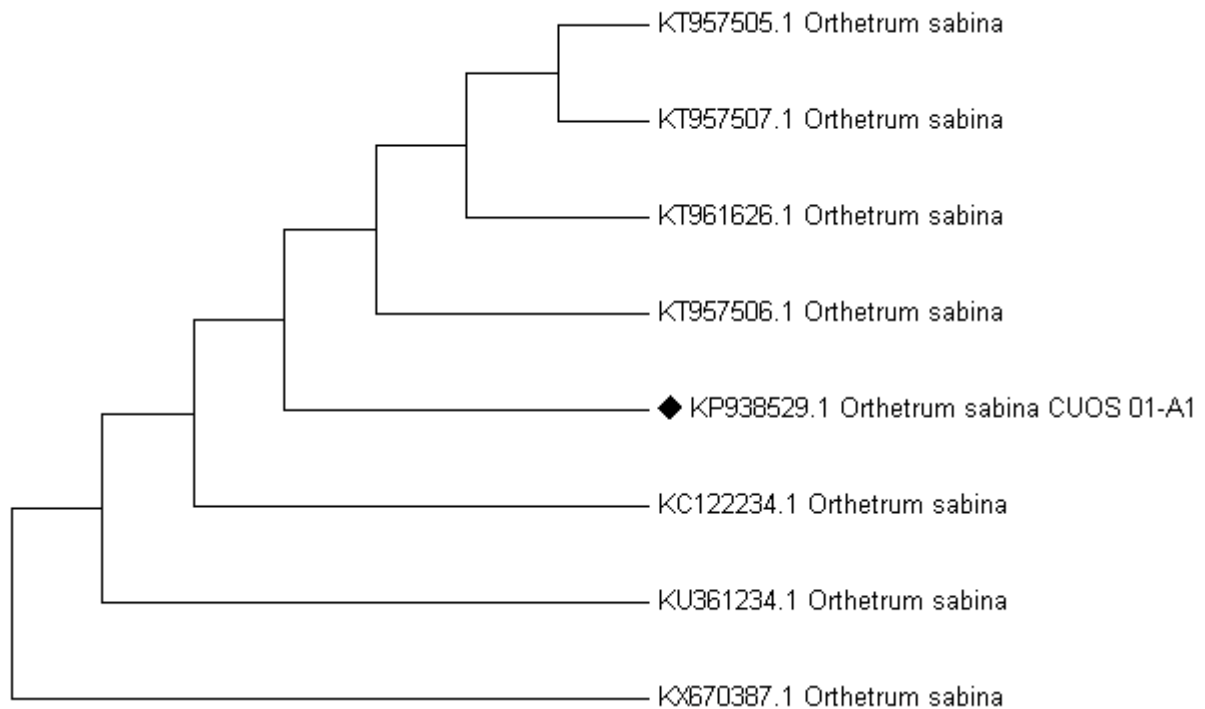 KT957505.1 Orthetrum sabina
KT957507.1 Orthetrum sabina
KT961626.1 Orthetrum sabina
KT957506.1 Orthetrum sabina
KP938529.1 Orthetrum sabina CUOS 01-A1
KC122234.1 Orthetrum sabina
KU361234.1 Orthetrum sabina
KX670387.1 Orthetrum sabina